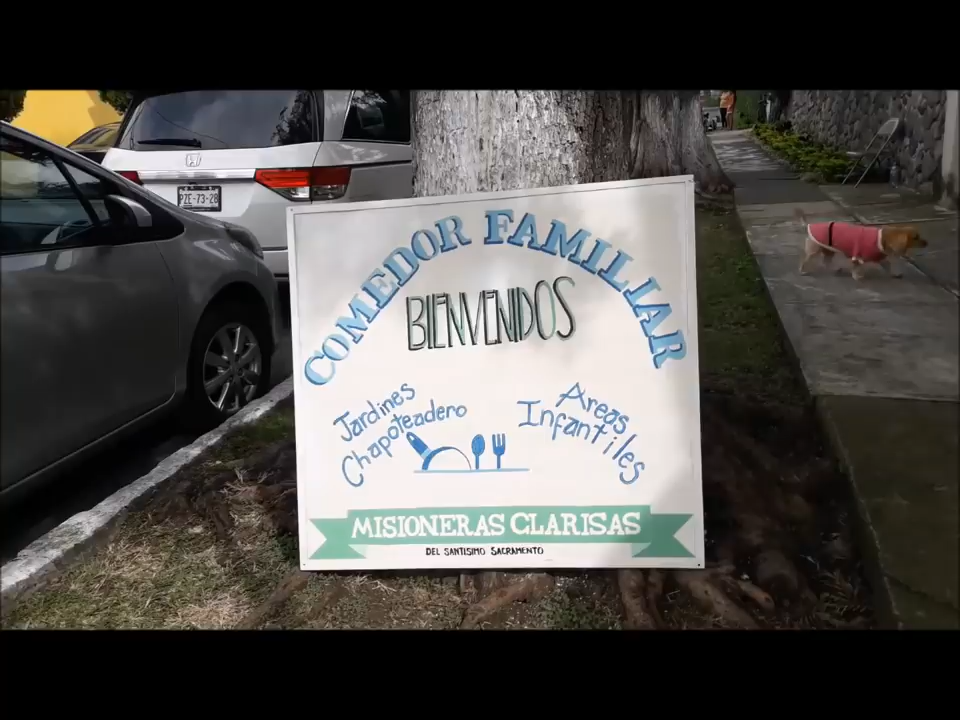 PZE-73-28
COMEDOR FAMILIAR
BIENVENIDOS
Jardines
Chapoteadero
Areas
Infantiles
MISIONERAS CLARISAS
DEL SANTISIMO SACRAMENTO